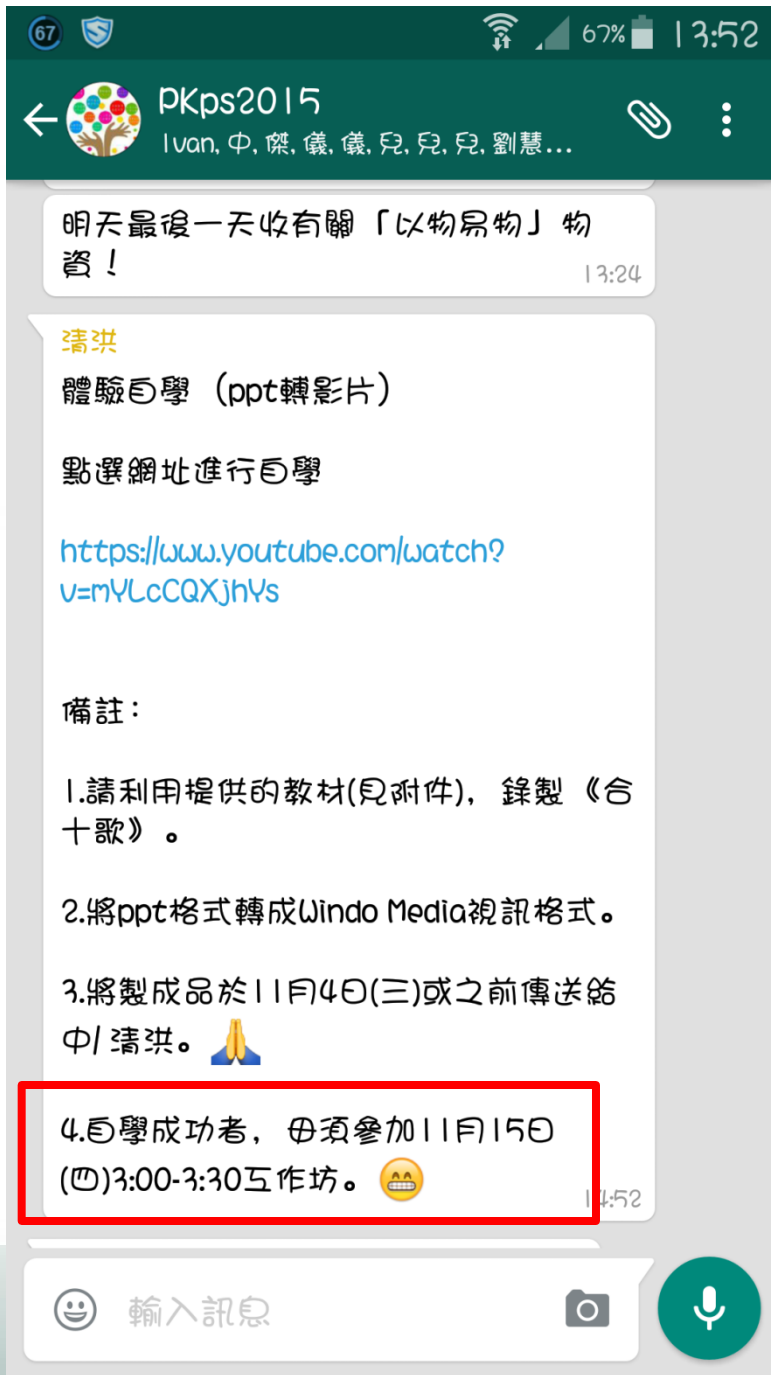 67
67%
13:52
PKps2015
Ivan, 中, 傑, 儀, 儀, 兒, 兒, 兒, 劉慧...
明天最後一天收有關「以物易物」物
資！
13:24
清洪
體驗自學 （ppt轉影片）
點選網址進行自學
https://www.youtube.com/watch?
v=mYLcCQXjhYs
備註：
1.請利用提供的教材(見附件)， 錄製《合
十歌》。
2.將ppt格式轉成Windo Media視訊格式。
3.將製成品於11月4日(三)或之前傳送給
中/ 清洪。
4.自學成功者，毋須參加11月15日
(四)3:00-3:30工作坊。
14:52
輸入訊息